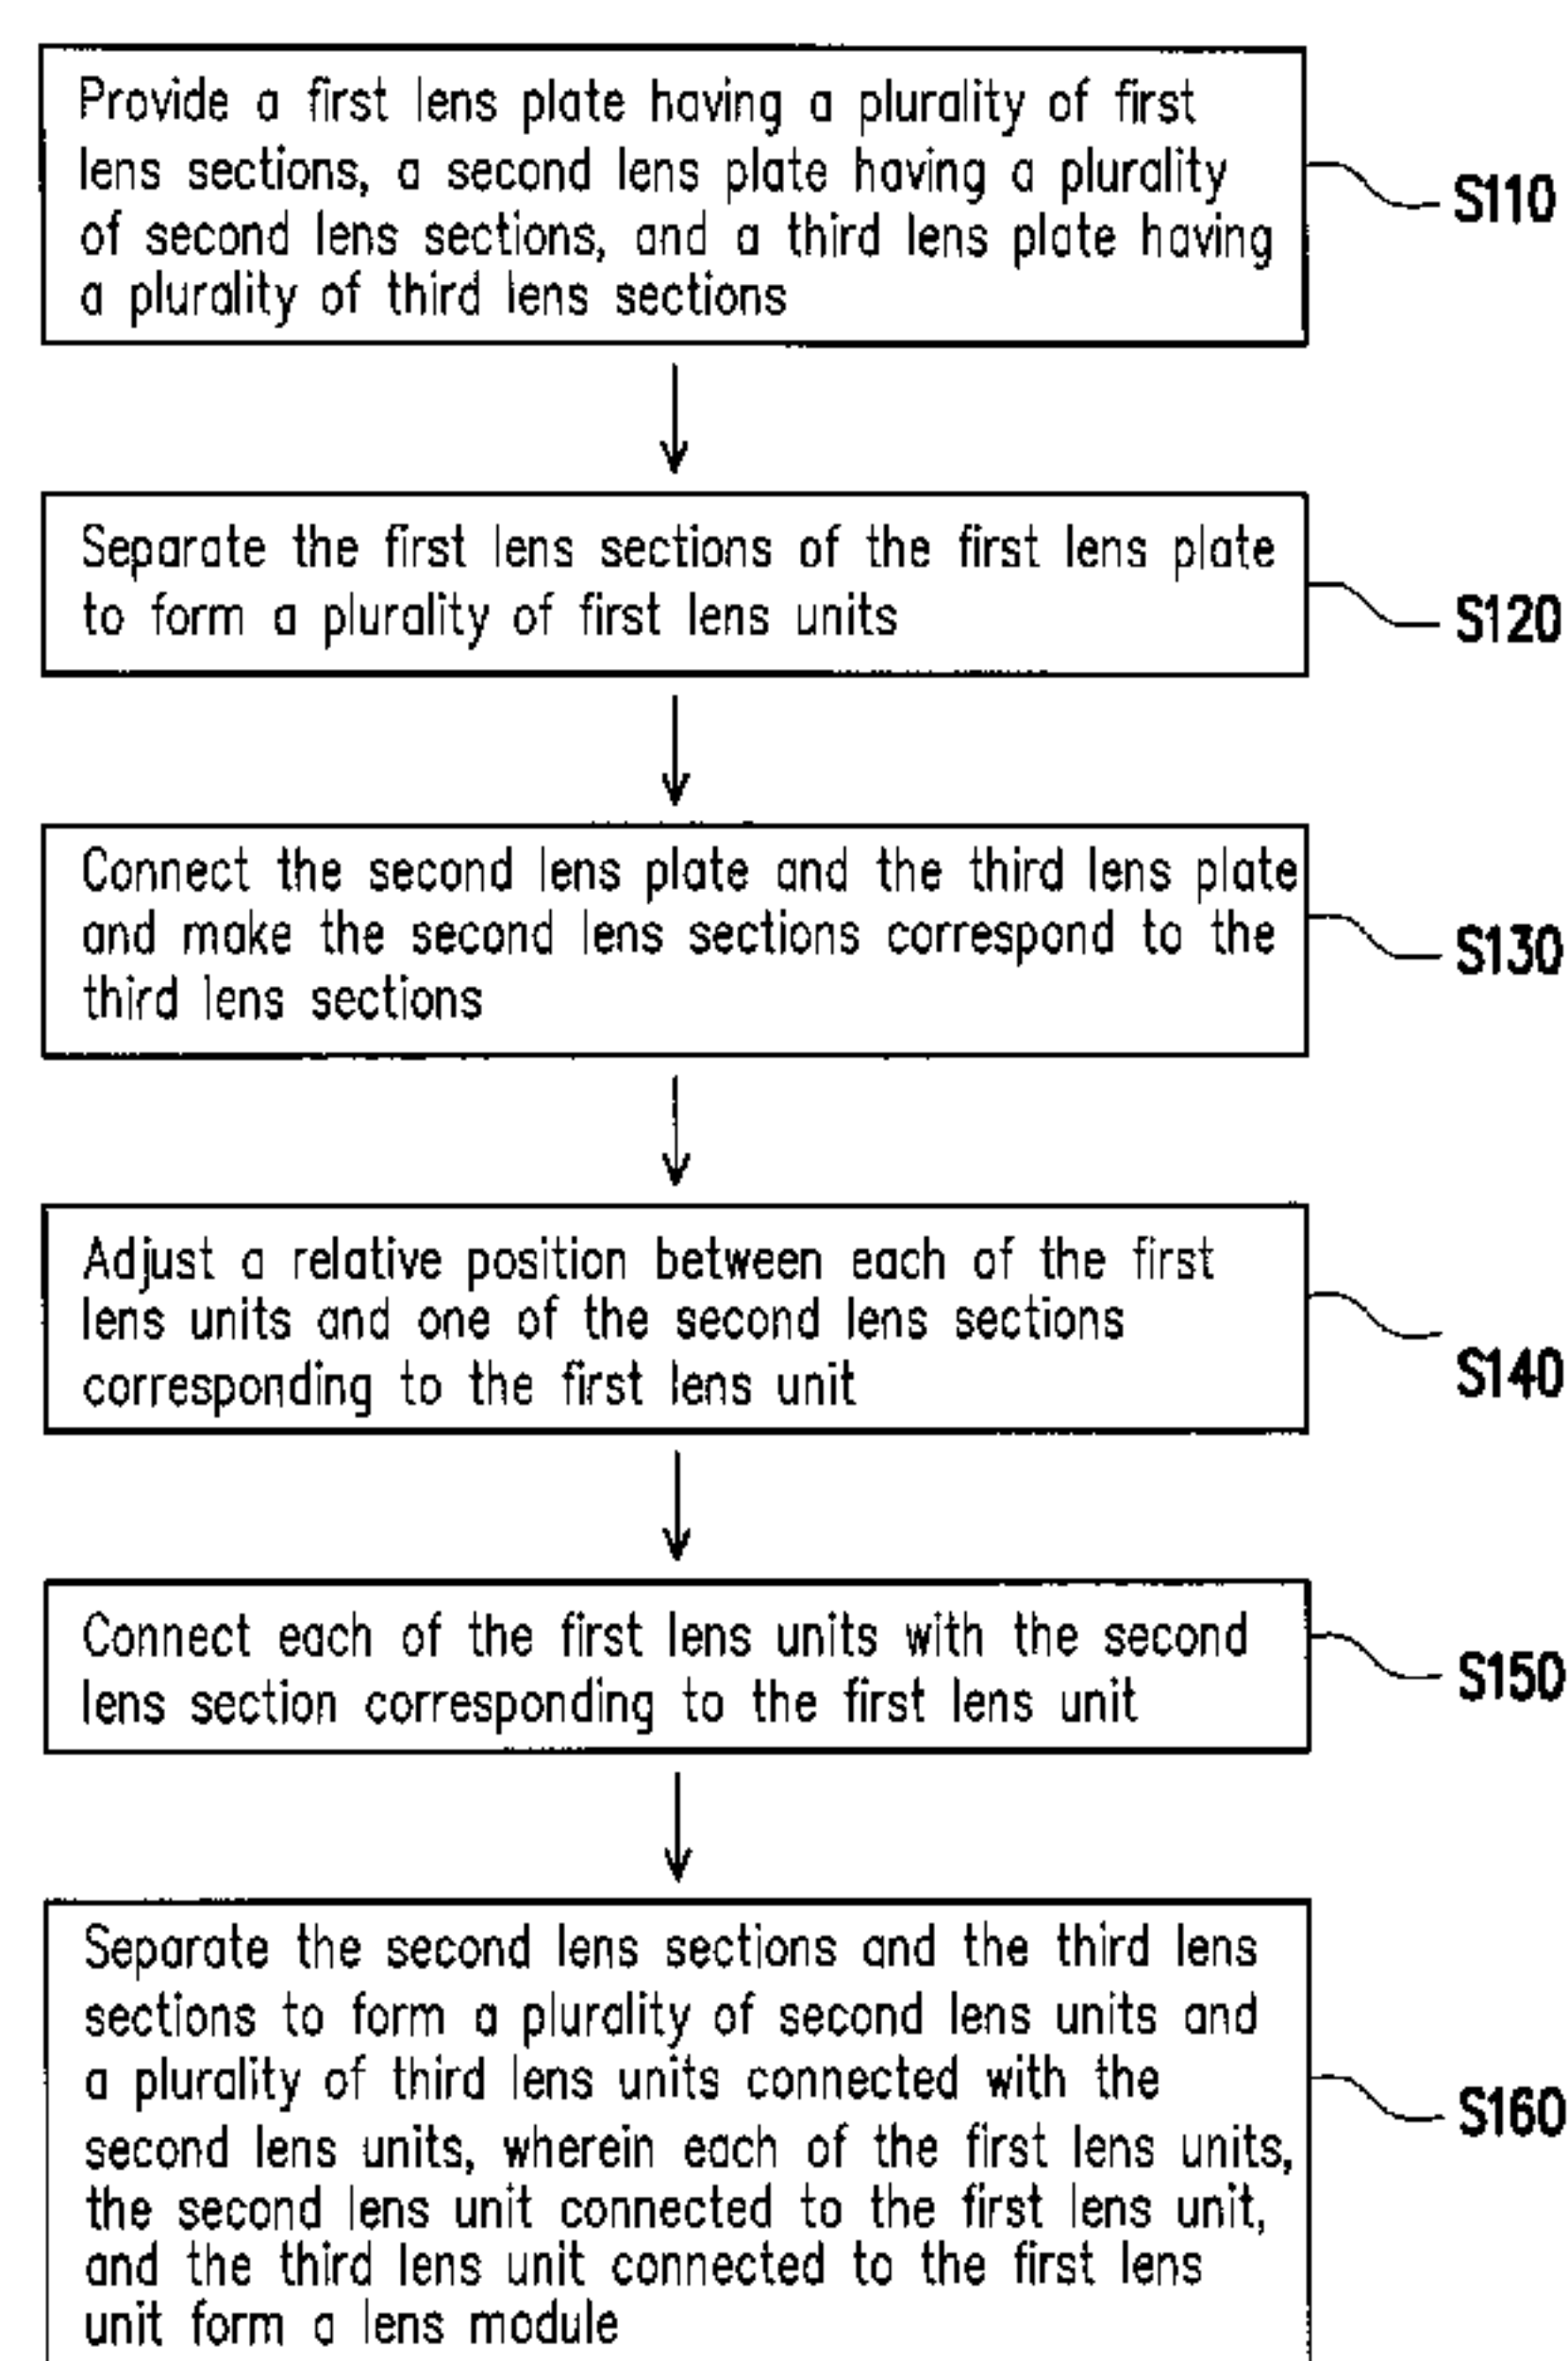 Provide a first lens plate having a plurality of first
lens sections, a second lens plate having a plurality
of second lens sections, and a third lens plate having
a plurality of third lens sections
S110
Separate the first lens sections of the first lens plate
to form a plurality of first lens units
S120
Connect the second lens plate and the third lens plate
and make the second lens sections correspond to the
third lens sections
S130
Adjust a relative position between each of the first
lens units and one of the second lens sections
corresponding to the first lens unit
S140
Connect each of the first lens units with the second
lens section corresponding to the first lens unit
S150
Separate the second lens sections and the third lens
sections to form a plurality of second lens units and
a plurality of third lens units connected with the
second lens units, wherein each of the first lens units,
the second lens unit connected to the first lens unit,
and the third lens unit connected to the first lens
unit form a lens module
S160